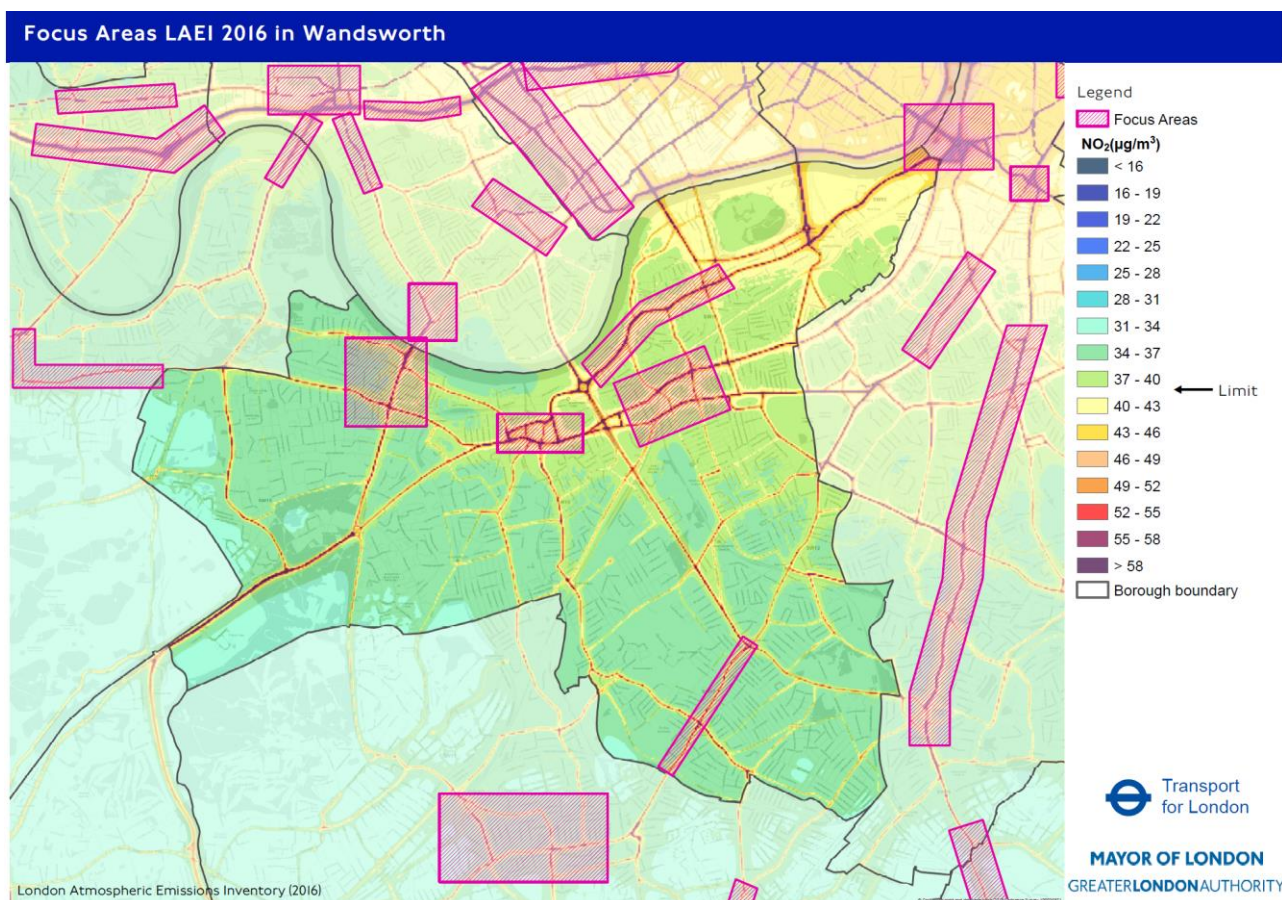 Focus Areas LAEI 2016 in Wandsworth
Legend
Focus Areas
NO₂(µg/m³)
< 16
16 - 19
19 - 22
22 - 25
25 - 28
28 - 31
31 - 34
34 - 37
37 - 40
Limit
40 - 43
43 - 46
46 - 49
49 - 52
52 - 55
55 - 58
> 58
Borough boundary
Transport
for London
MAYOR OF LONDON
GREATERLONDONAUTHORITY
London Atmospheric Emissions Inventory (2016)